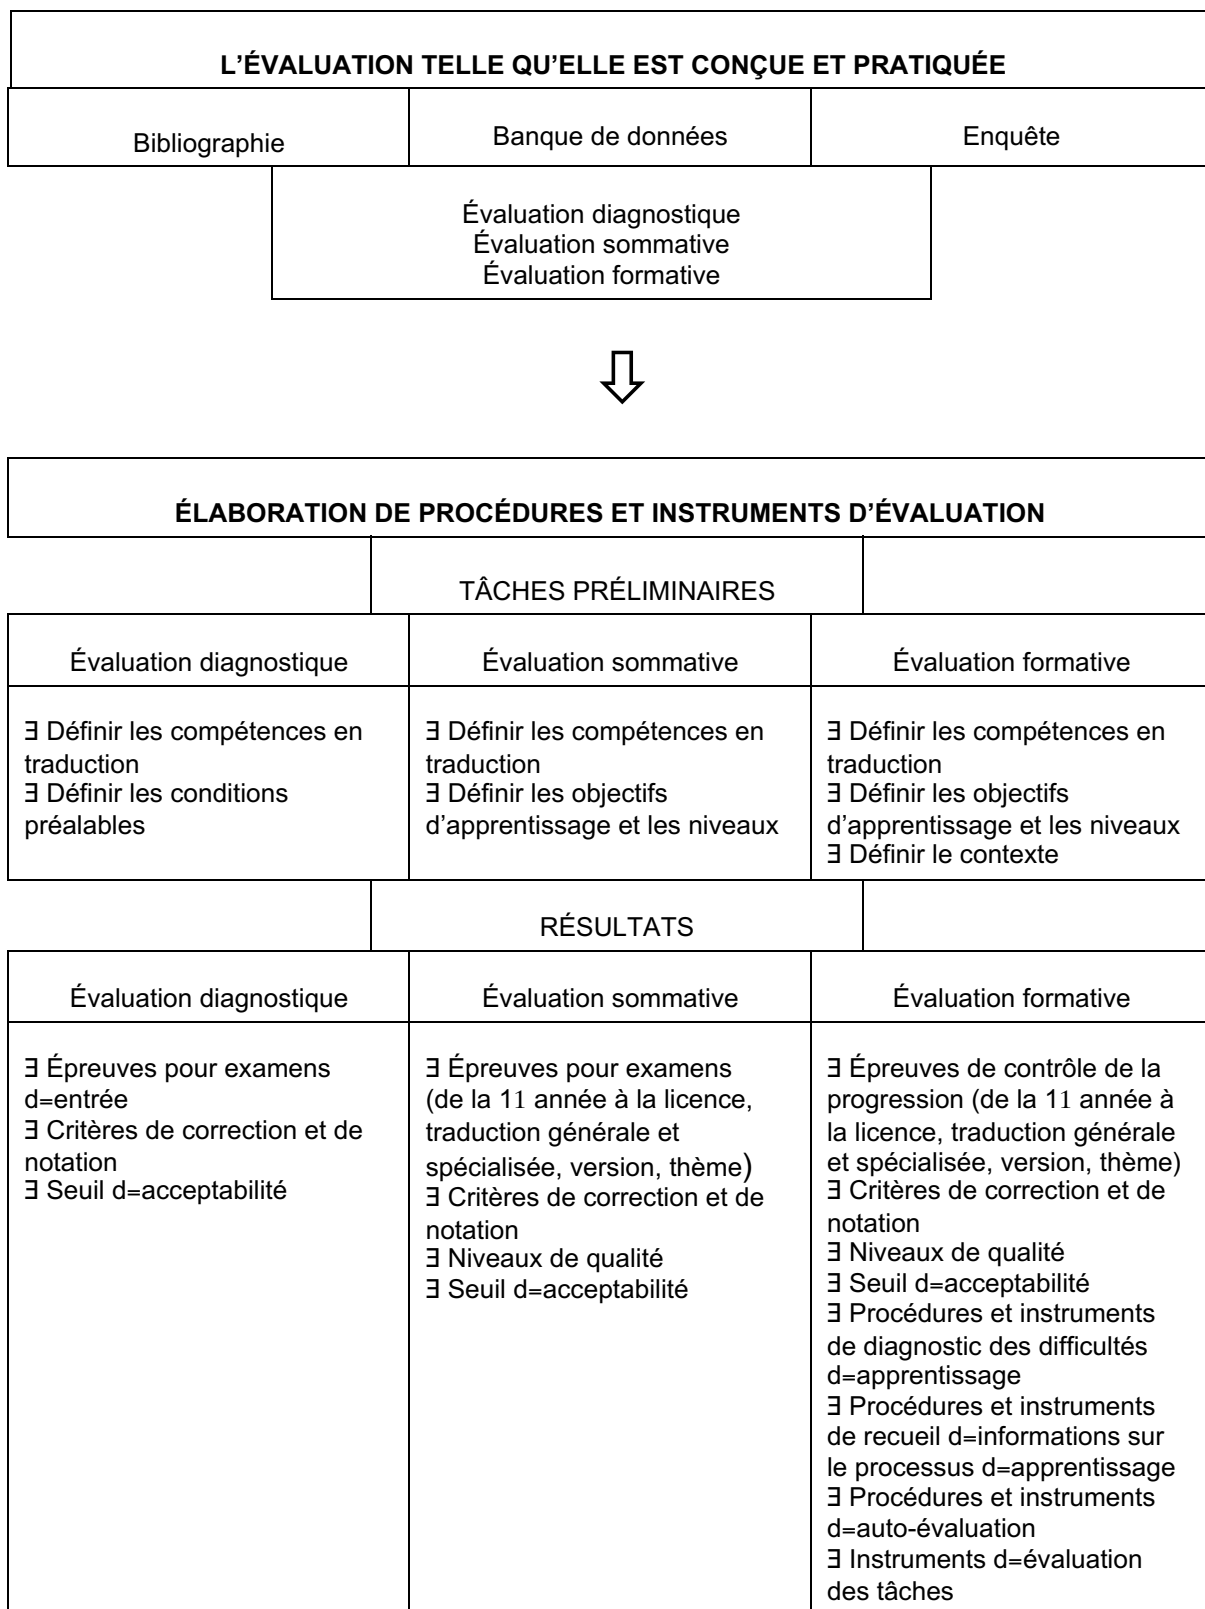 L’ÉVALUATION TELLE QU’ELLE EST CONÇUE ET PRATIQUÉE
Bibliographie
Banque de données
Enquête
Évaluation diagnostique
Évaluation sommative
Évaluation formative
ÉLABORATION DE PROCÉDURES ET INSTRUMENTS D’ÉVALUATION
TÂCHES PRÉLIMINAIRES
Évaluation diagnostique
Évaluation sommative
Évaluation formative
∃ Définir les compétences en
traduction
∃ Définir les conditions
préalables
∃ Définir les compétences en
traduction
∃ Définir les objectifs
d’apprentissage et les niveaux
∃ Définir les compétences en
traduction
∃ Définir les objectifs
d’apprentissage et les niveaux
∃ Définir le contexte
RÉSULTATS
Évaluation diagnostique
Évaluation sommative
Évaluation formative
∃ Épreuves pour examens
d=entrée
∃ Critères de correction et de
notation
∃ Seuil d=acceptabilité
∃ Épreuves pour examens
(de la 11 année à la licence,
traduction générale et
spécialisée, version, thème)
∃ Critères de correction et de
notation
∃ Niveaux de qualité
∃ Seuil d=acceptabilité
∃ Épreuves de contrôle de la
progression (de la 11 année à
la licence, traduction générale
et spécialisée, version, thème)
∃ Critères de correction et de
notation
∃ Niveaux de qualité
∃ Seuil d=acceptabilité
∃ Procédures et instruments
de diagnostic des difficultés
d=apprentissage
∃ Procédures et instruments
de recueil d=informations sur
le processus d=apprentissage
∃ Procédures et instruments
d=auto-évaluation
∃ Instruments d=évaluation
des tâches